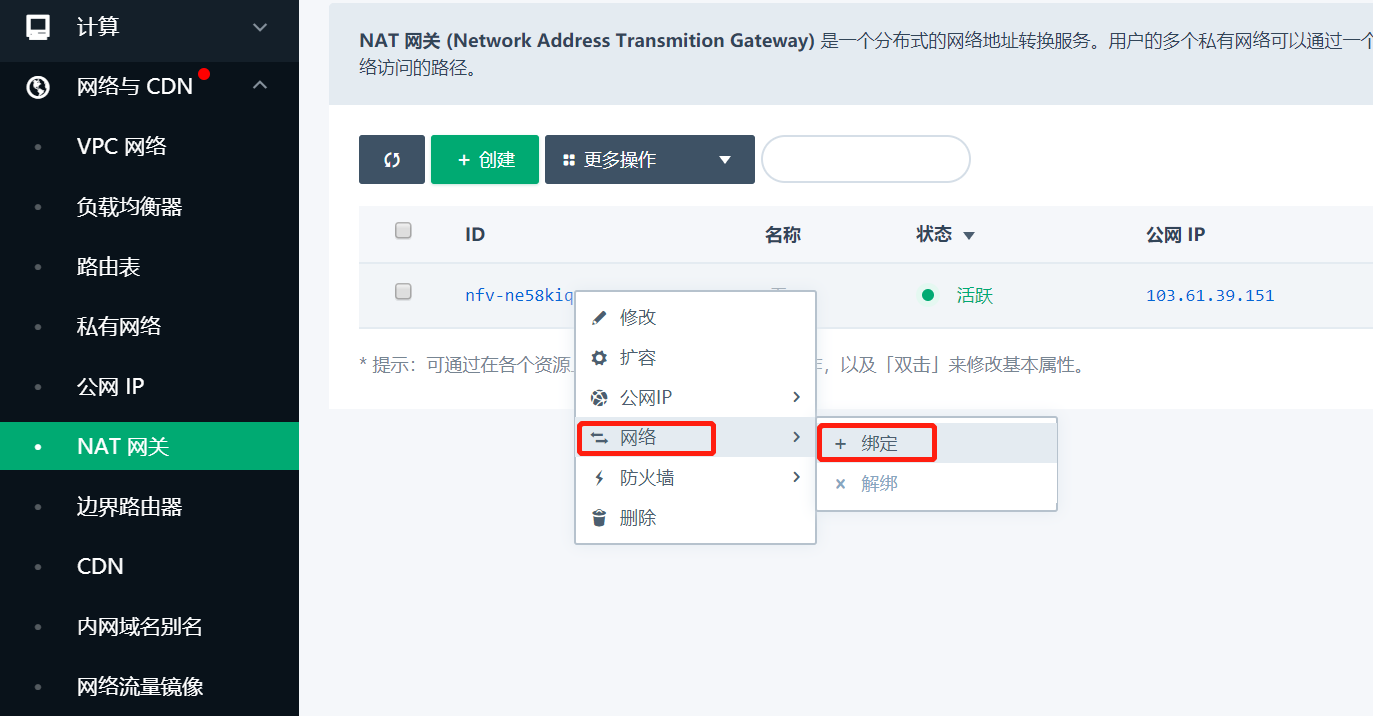 计算
网络与 CDN
VPC 网络
负载均衡器
路由表
私有网络
公网 IP
NAT 网关
边界路由器
CDN
内网域名别名
网络流量镜像
NAT 网关 (Network Address Transmition Gateway) 是一个分布式的网络地址转换服务。用户的多个私有网络可以通过一个
络访问的路径。
+ 创建 更多操作
ID 名称 状态 公网 IP
nfv-ne58kiq 活跃 103.61.39.151
* 提示：可通过在各个资源 ，以及「双击」来修改基本属性。
修改
扩容
公网IP
网络
防火墙
删除
+ 绑定
× 解绑